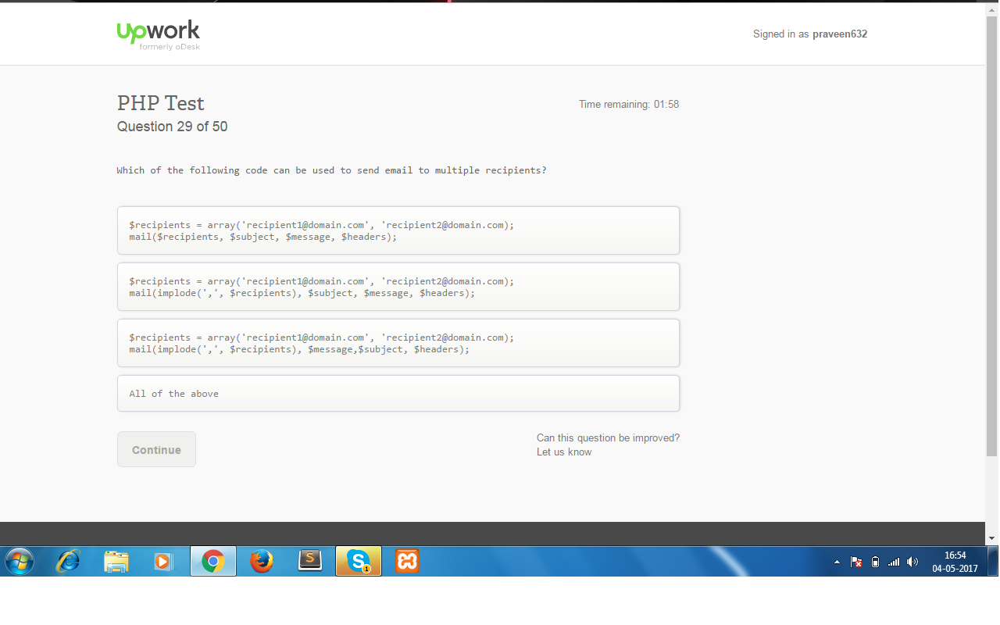 upwork
formerly oDesk
Signed in as praveen632
PHP Test
Time remaining: 01:58
Question 29 of 50
Which of the following code can be used to send email to multiple recipients?
$recipients = array('recipient1@domain.com', 'recipient2@domain.com);
mail($recipients, $subject, $message, $headers);
$recipients = array('recipient1@domain.com', 'recipient2@domain.com);
mail(implode(',', $recipients), $subject, $message, $headers);
$recipients = array('recipient1@domain.com', 'recipient2@domain.com);
mail(implode(',', $recipients), $message,$subject, $headers);
All of the above
Continue
Can this question be improved?
Let us know
S
S
1
16:54
04-05-2017